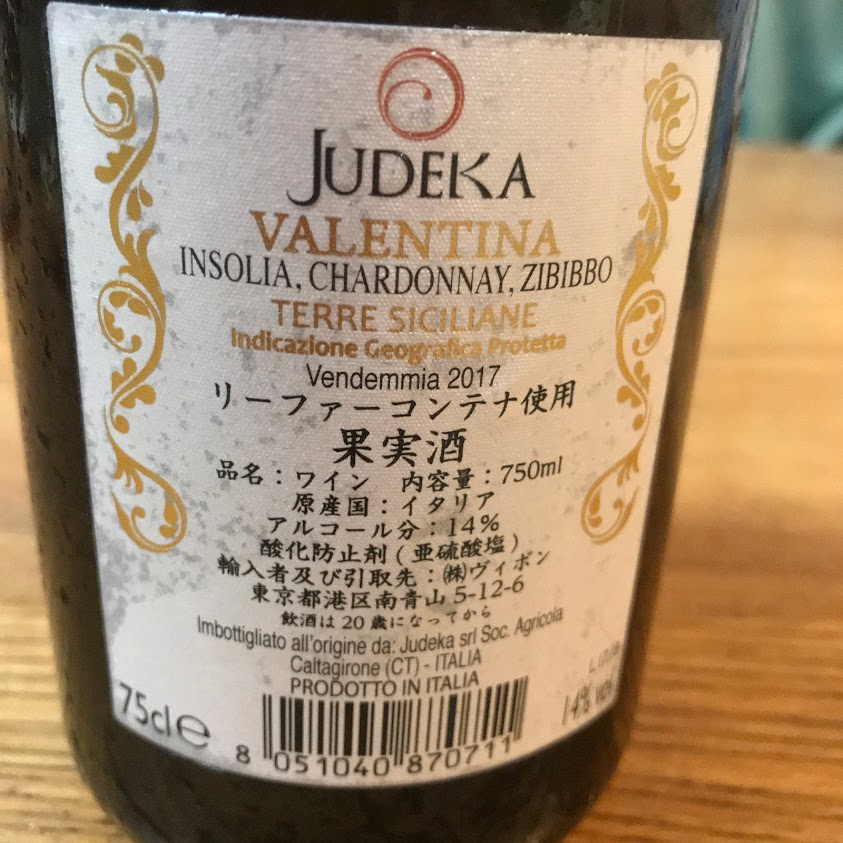 JUDEKA
VALENTINA
INSOLIA, CHARDONNAY, ZIBIBBO
TERRE SICILIANE
Indicazione Geografica Protetta
Vendemmia 2017
リーファーコンテナ使用
果実酒
品名：ワイン　内容量：750ml
原産国：イタリア
アルコール分：14%
酸化防止剤(亜硫酸塩)
輸入者及び引取先：㈱ヴィボン
東京都港区南青山 5-12-6
飲酒は20歳になってから
Imbottigliato all'origine da: Judeka srl Soc. Agricola
Caltagirone (CT) - ITALIA
PRODOTTO IN ITALIA
75cl e
14% vol
8 051040 870711